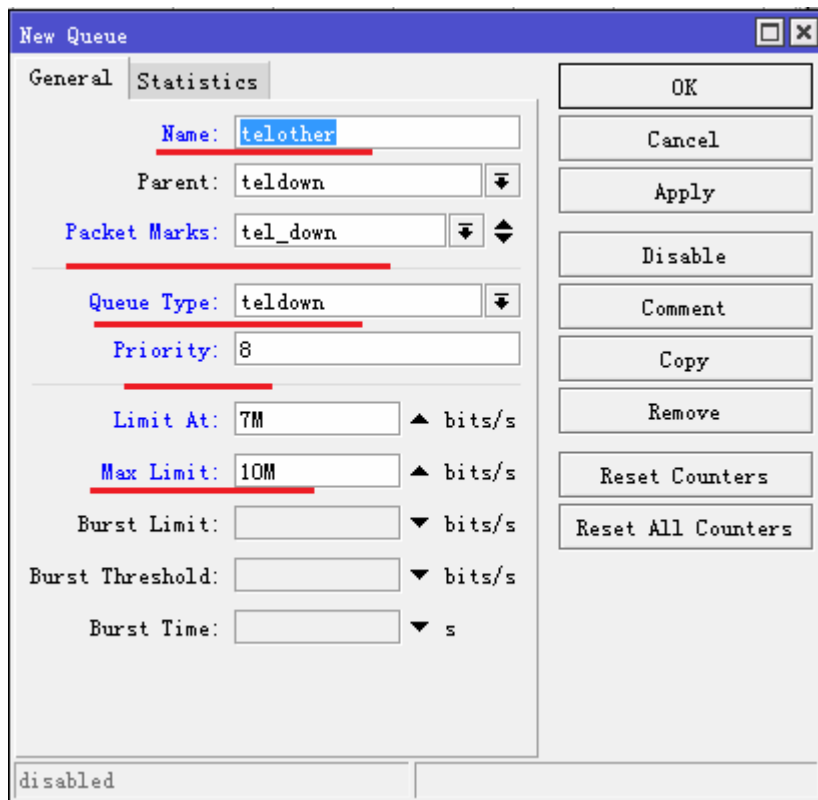 New Queue
General Statistics
Name: telother
Parent: teldown
Packet Marks: tel_down
Queue Type: teldown
Priority: 8
Limit At: 7M bits/s
Max Limit: 10M bits/s
Burst Limit: bits/s
Burst Threshold: bits/s
Burst Time: s
OK
Cancel
Apply
Disable
Comment
Copy
Remove
Reset Counters
Reset All Counters
disabled